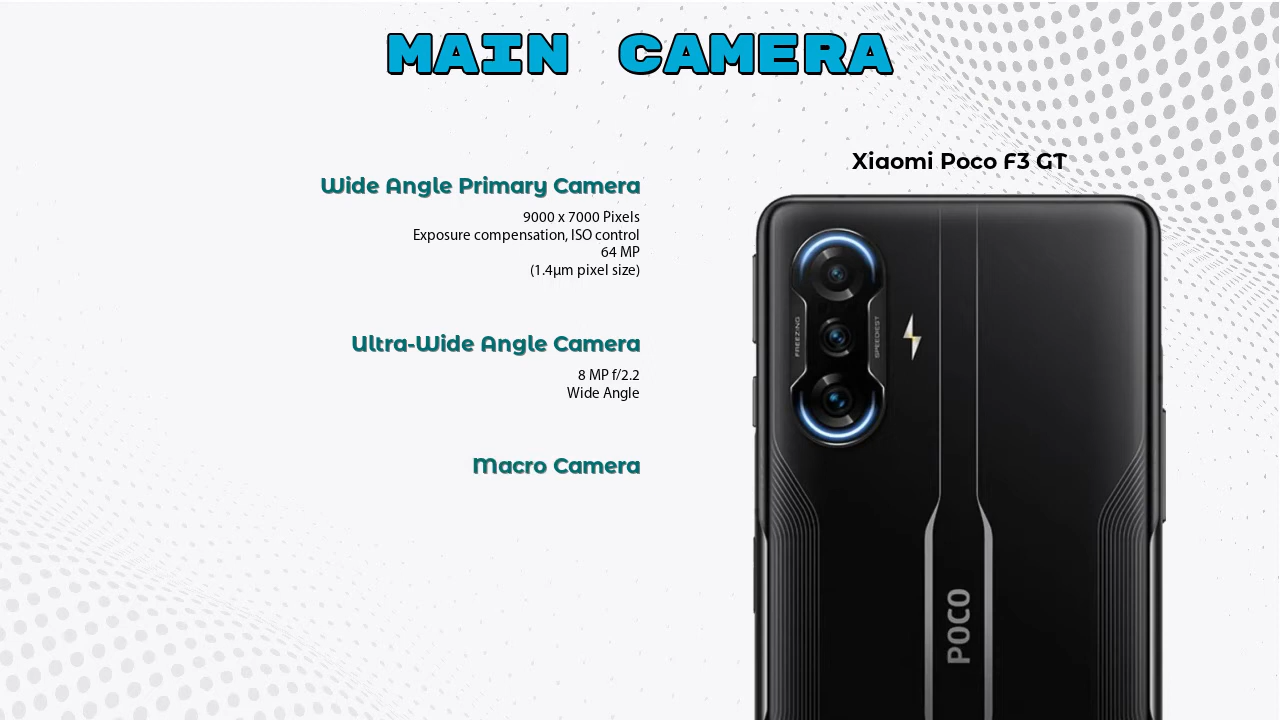 MAIN CAMERA
Xiaomi Poco F3 GT
Wide Angle Primary Camera
9000 x 7000 Pixels
Exposure compensation, ISO control
64 MP
(1.4µm pixel size)
Ultra-Wide Angle Camera
8 MP f/2.2
Wide Angle
Macro Camera
FREEZING
SPEEDIEST
POCO